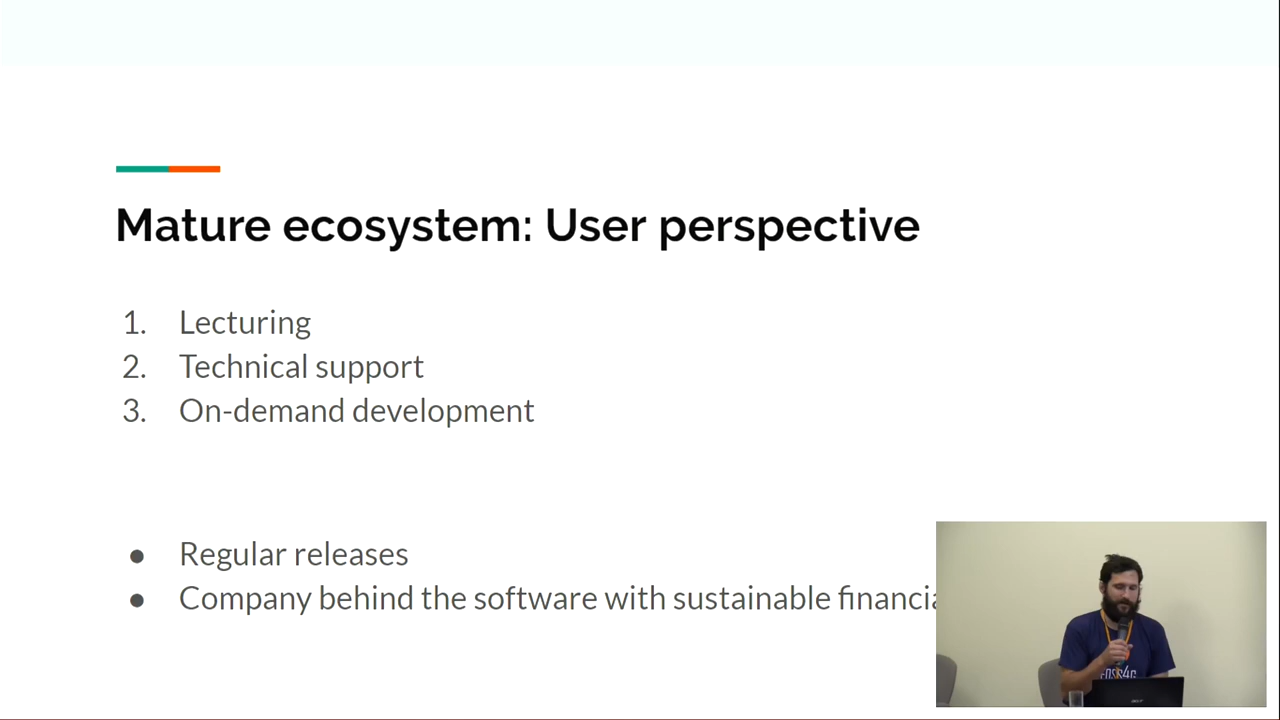 Mature ecosystem: User perspective
1. Lecturing
2. Technical support
3. On-demand development
● Regular releases
● Company behind the software with sustainable
acer